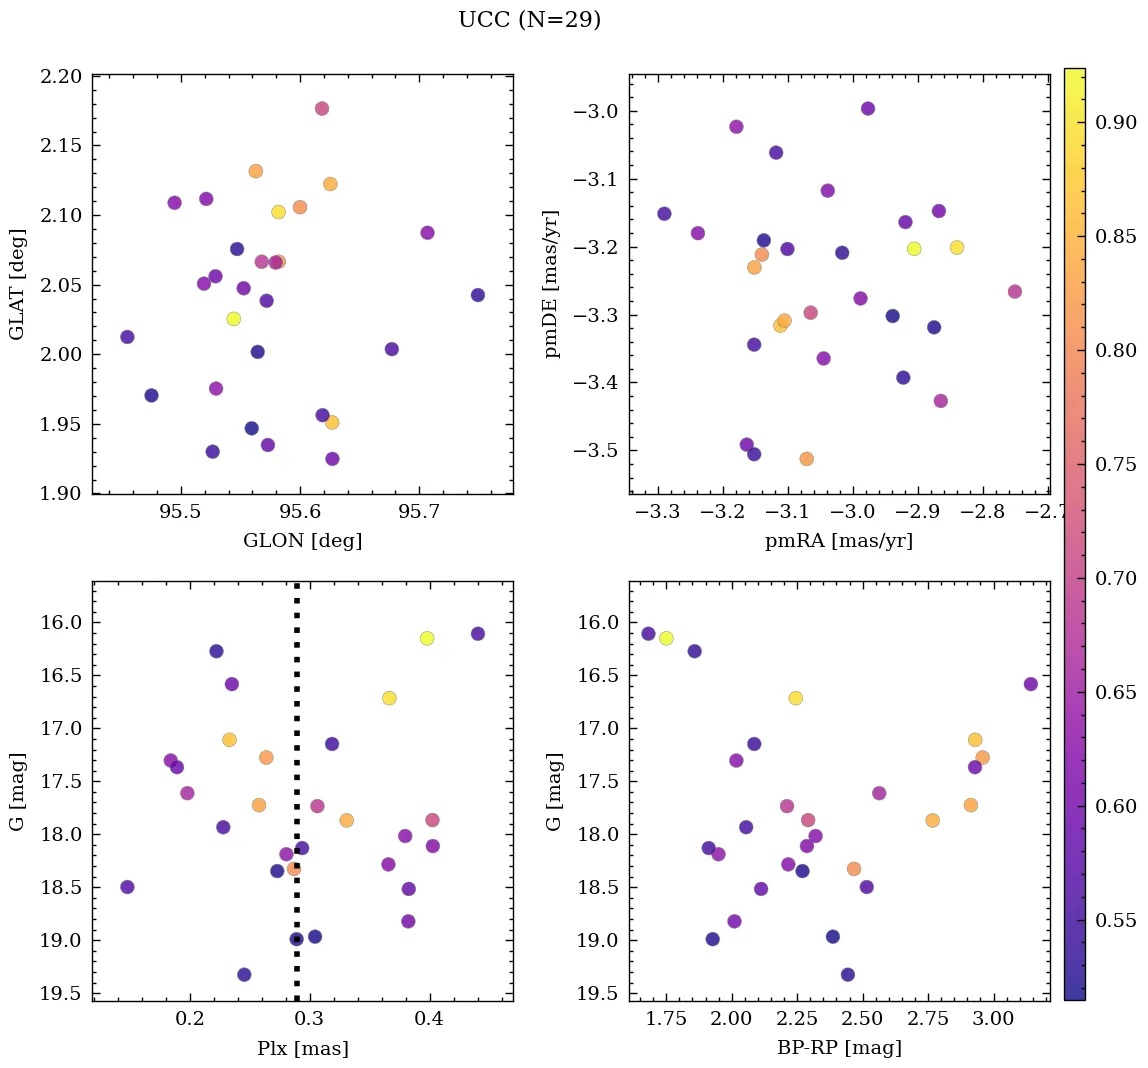 UCC (N=29)
2.20
2.15
2.10
2.05
2.00
1.95
1.90
GLAT [deg]
95.5 95.6 95.7
GLON [deg]
−3.0
−3.1
−3.2
−3.3
−3.4
−3.5
pmDE [mas/yr]
−3.3 −3.2 −3.1 −3.0 −2.9 −2.8 −2.7
pmRA [mas/yr]
16.0
16.5
17.0
17.5
18.0
18.5
19.0
19.5
G [mag]
0.2 0.3 0.4
Plx [mas]
16.0
16.5
17.0
17.5
18.0
18.5
19.0
19.5
G [mag]
1.75 2.00 2.25 2.50 2.75 3.00
BP-RP [mag]
0.90
0.85
0.80
0.75
0.70
0.65
0.60
0.55